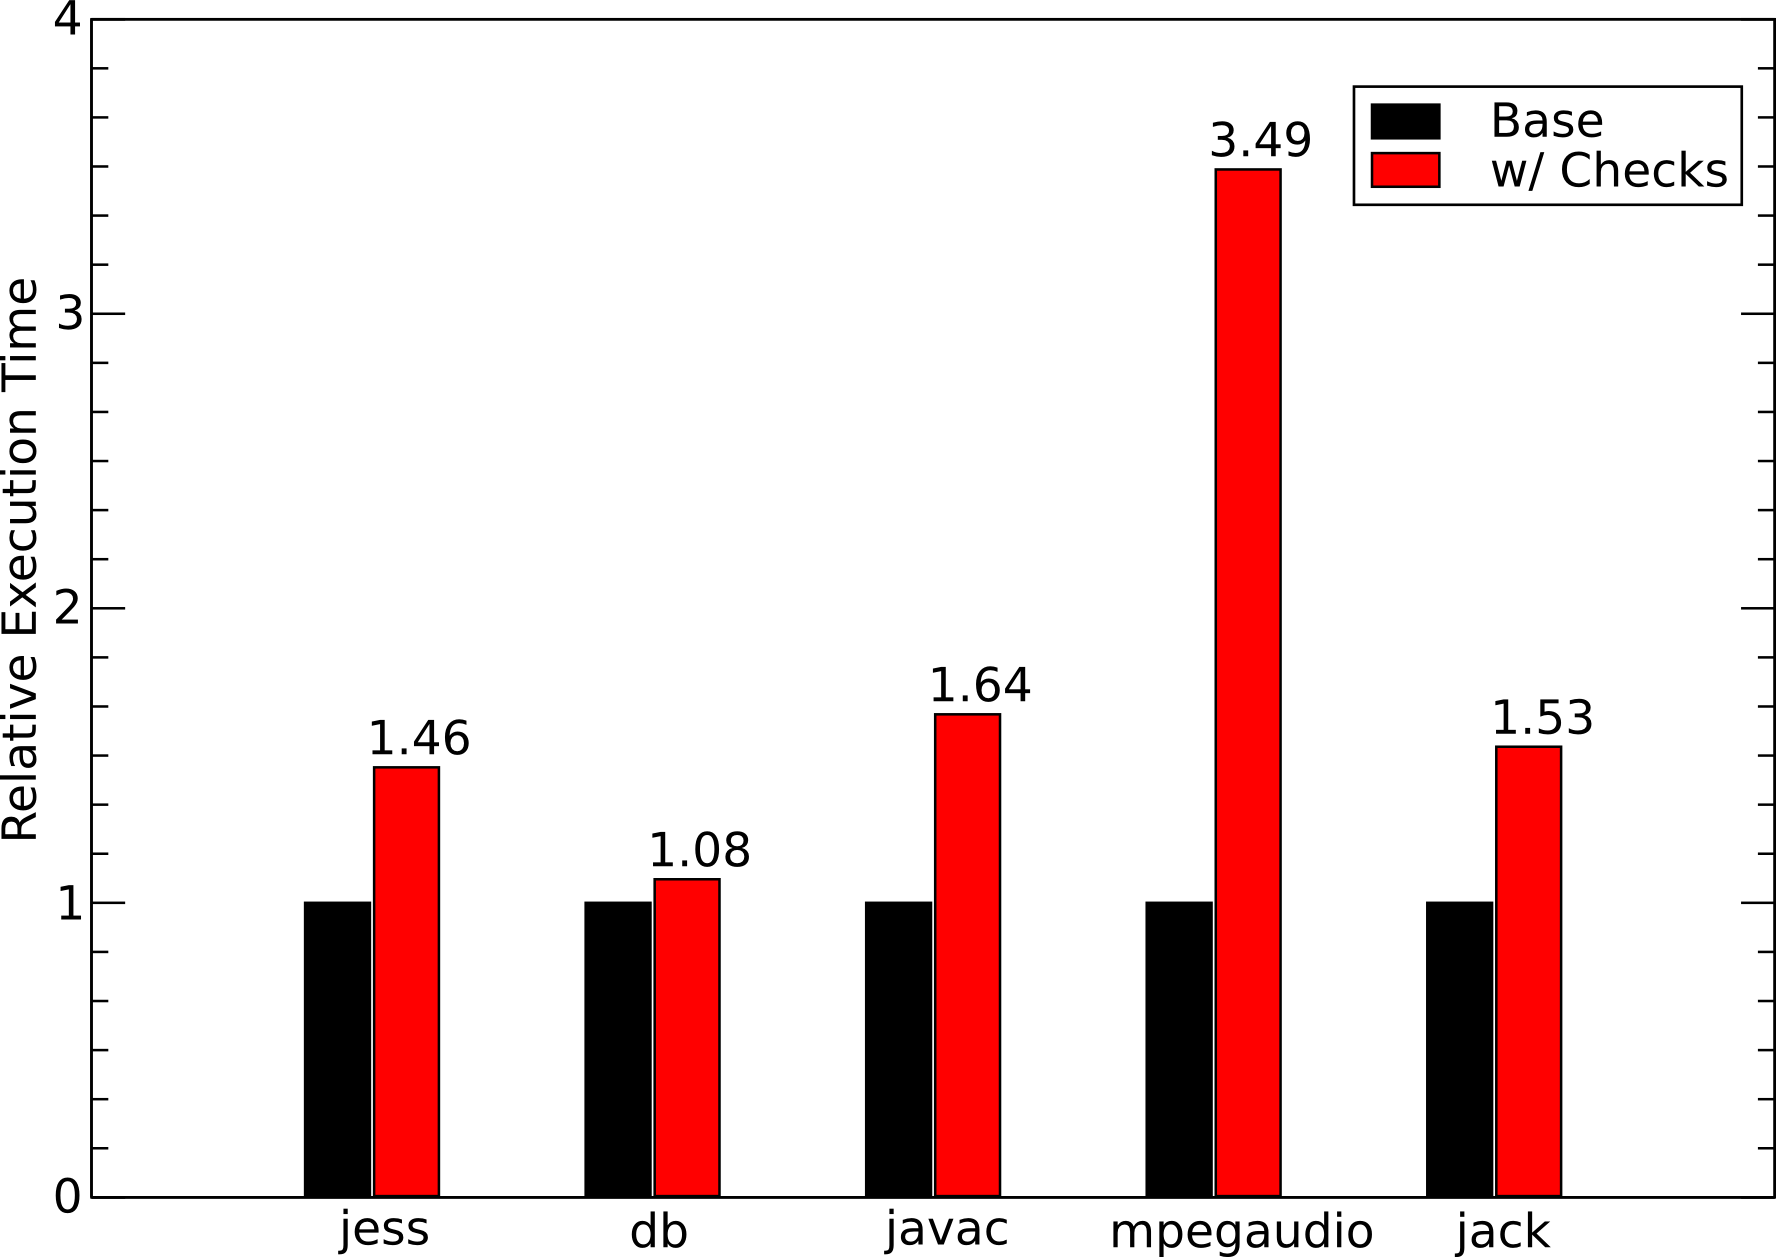 4
3
2
1
0
Relative Execution Time
Base
w/ Checks
1.46
1.08
1.64
3.49
1.53
jess
db
javac
mpegaudio
jack